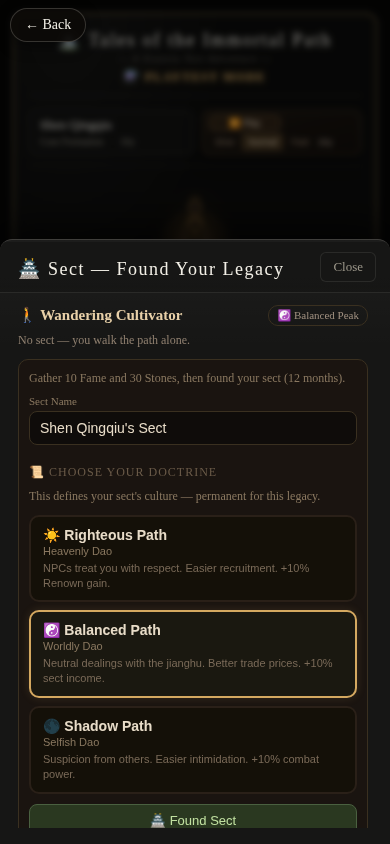 ← Back
Tales of the Immortal Path
PLAYTEST MODE
Shen Qingqiu
🏯 Sect — Found Your Legacy
Close
🚶 Wandering Cultivator
☯️ Balanced Peak
No sect — you walk the path alone.
Gather 10 Fame and 30 Stones, then found your sect (12 months).
Sect Name
Shen Qingqiu's Sect
📜 CHOOSE YOUR DOCTRINE
This defines your sect's culture — permanent for this legacy.
☀️ Righteous Path
Heavenly Dao
NPCs treat you with respect. Easier recruitment. +10%
Renown gain.
☯️ Balanced Path
Worldly Dao
Neutral dealings with the jianghu. Better trade prices. +10%
sect income.
🌑 Shadow Path
Selfish Dao
Suspicion from others. Easier intimidation. +10% combat
power.
🏯 Found Sect